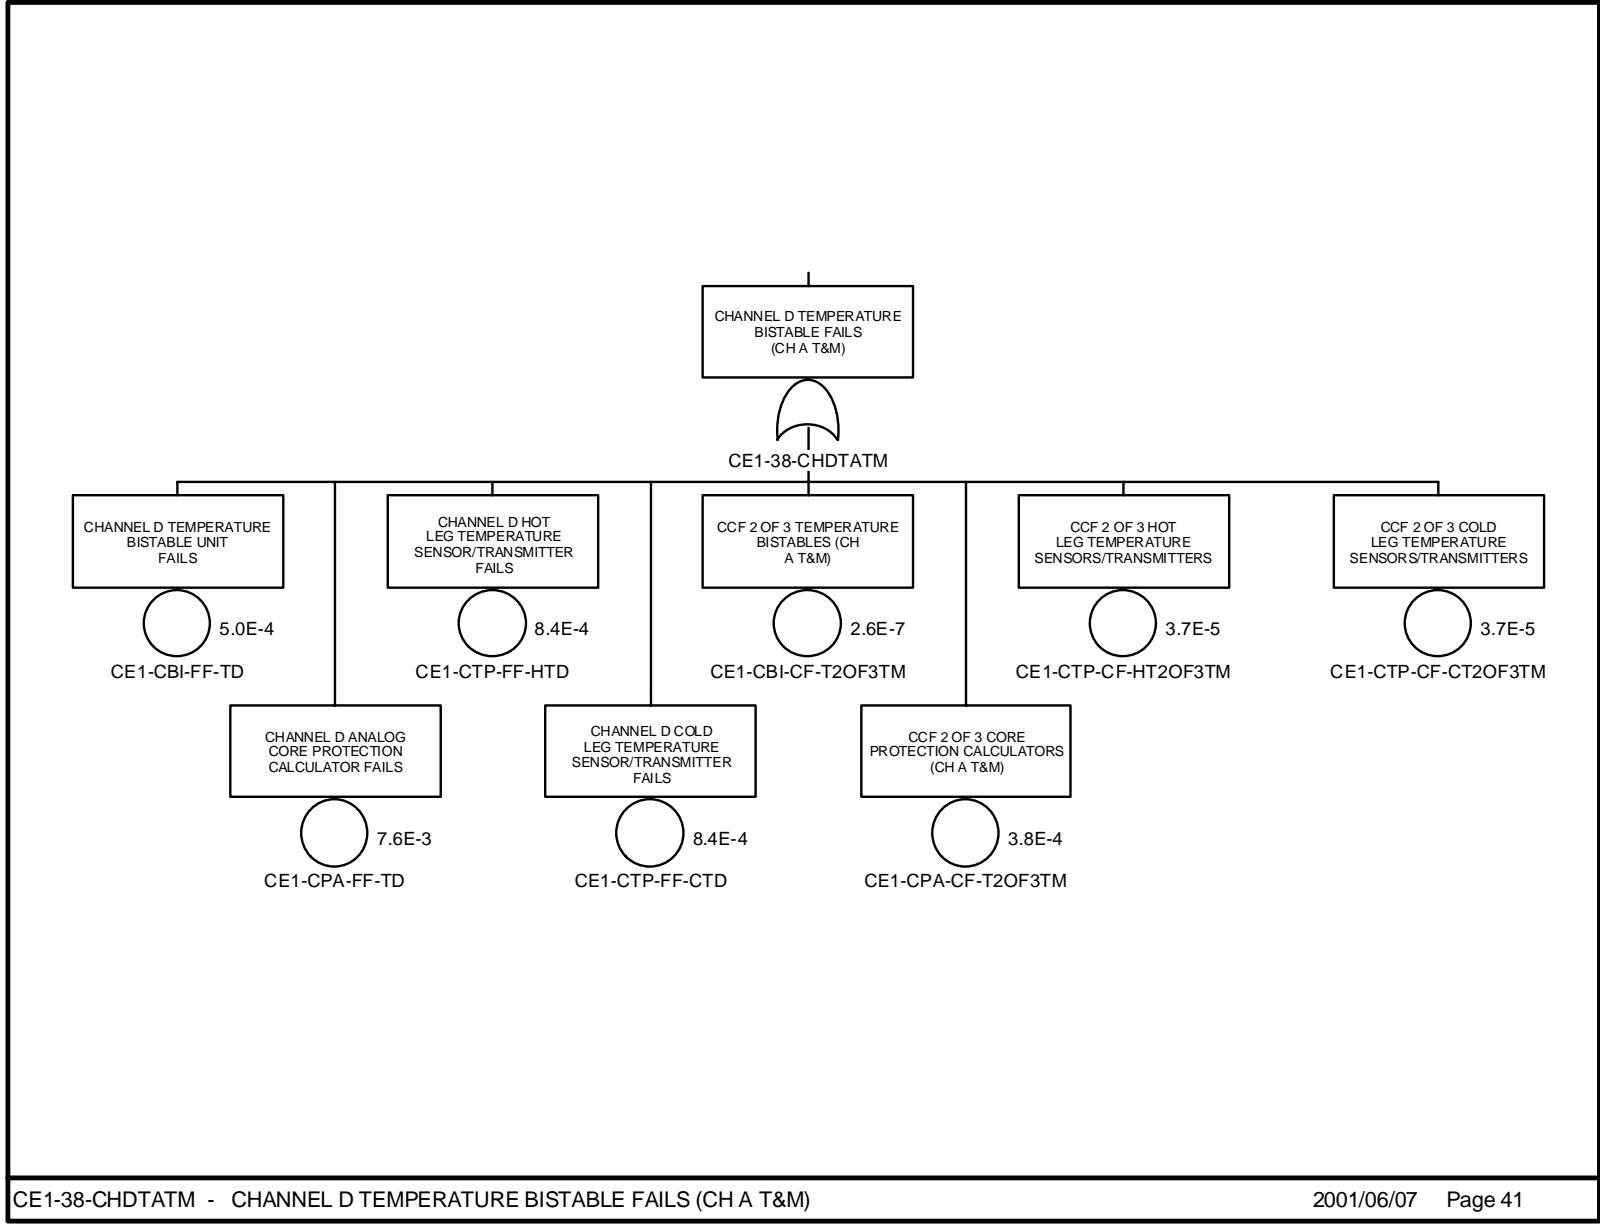 CHANNEL D TEMPERATURE
BISTABLE FAILS
(CH A T&M)
CE1-38-CHDTATM
CHANNEL D TEMPERATURE
BISTABLE UNIT
FAILS
5.0E-4
CE1-CBI-FF-TD
CHANNEL D HOT
LEG TEMPERATURE
SENSOR/TRANSMITTER
FAILS
8.4E-4
CE1-CTP-FF-HTD
CCF 2 OF 3 TEMPERATURE
BISTABLES (CH
A T&M)
2.6E-7
CE1-CBI-CF-T2OF3TM
CCF 2 OF 3 HOT
LEG TEMPERATURE
SENSORS/TRANSMITTERS
3.7E-5
CE1-CTP-CF-HT2OF3TM
CCF 2 OF 3 COLD
LEG TEMPERATURE
SENSORS/TRANSMITTERS
3.7E-5
CE1-CTP-CF-CT2OF3TM
CHANNEL D ANALOG
CORE PROTECTION
CALCULATOR FAILS
7.6E-3
CE1-CPA-FF-TD
CHANNEL D COLD
LEG TEMPERATURE
SENSOR/TRANSMITTER
FAILS
8.4E-4
CE1-CTP-FF-CTD
CCF 2 OF 3 CORE
PROTECTION CALCULATORS
(CH A T&M)
3.8E-4
CE1-CPA-CF-T2OF3TM
CE1-38-CHDTATM - CHANNEL D TEMPERATURE BISTABLE FAILS (CH A T&M) 2001/06/07 Page 41